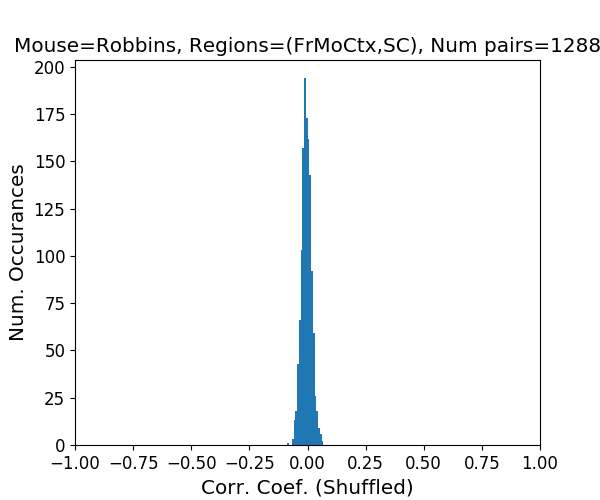 Mouse=Robbins, Regions=(FrMoCtx,SC), Num pairs=1288
200
175
150
125
100
75
50
25
0
Num. Occurances
−1.00 −0.75 −0.50 −0.25 0.00 0.25 0.50 0.75 1.00
Corr. Coef. (Shuffled)